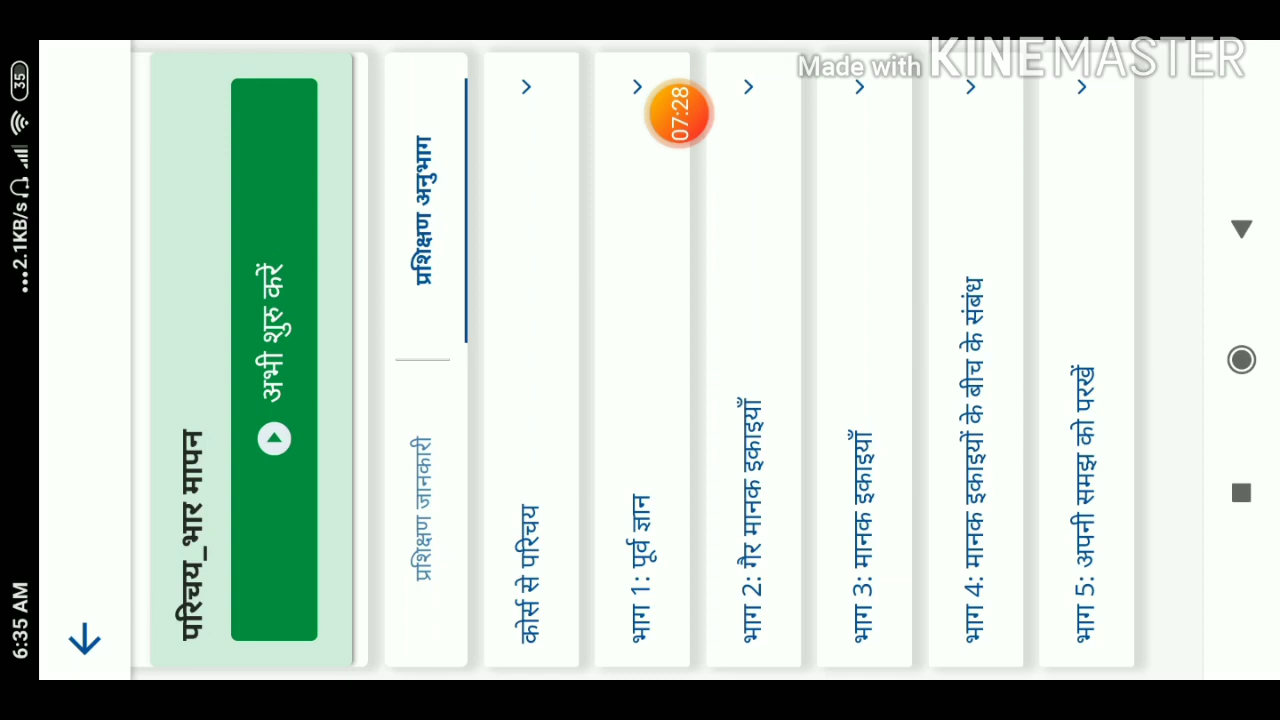 6:35 AM
...2.1KB/s
35
Made with KINEMASTER
07:28
परिचय_भार मापन
अभी शुरु करें
प्रशिक्षण जानकारी
प्रशिक्षण अनुभाग
कोर्स से परिचय
भाग 1: पूर्व ज्ञान
भाग 2: गैर मानक इकाइयाँ
भाग 3: मानक इकाइयाँ
भाग 4: मानक इकाइयों के बीच के संबंध
भाग 5: अपनी समझ को परखें